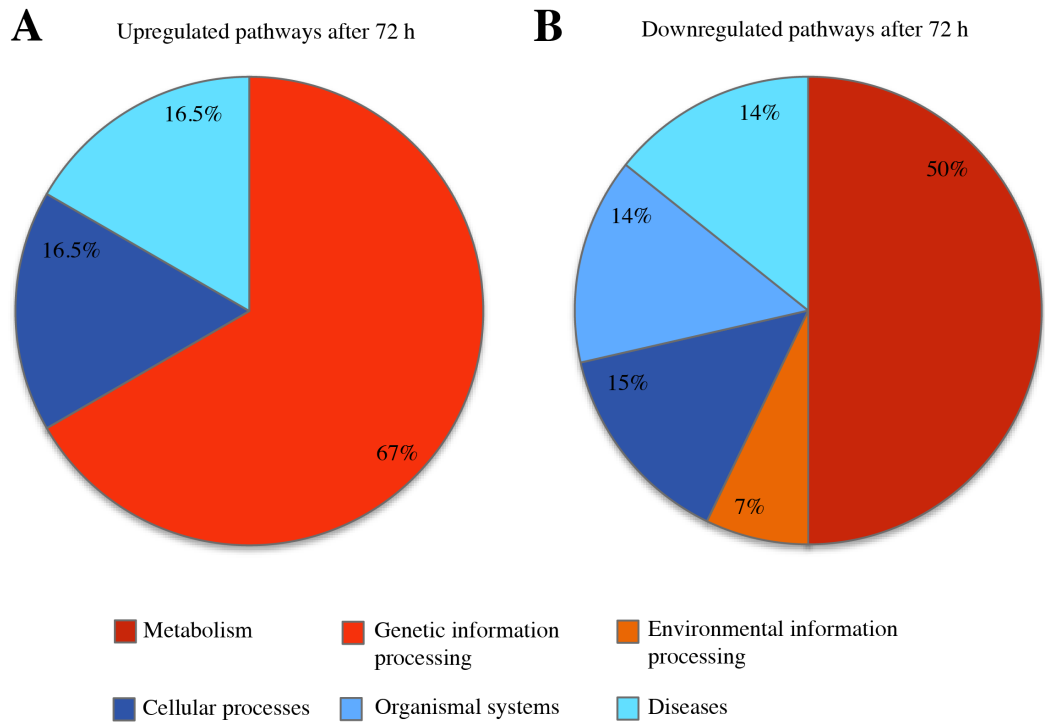 A
Upregulated pathways after 72 h
16.5%
16.5%
67%
B
Downregulated pathways after 72 h
14%
50%
14%
15%
7%
Metabolism
Genetic information
processing
Environmental information
processing
Cellular processes
Organismal systems
Diseases